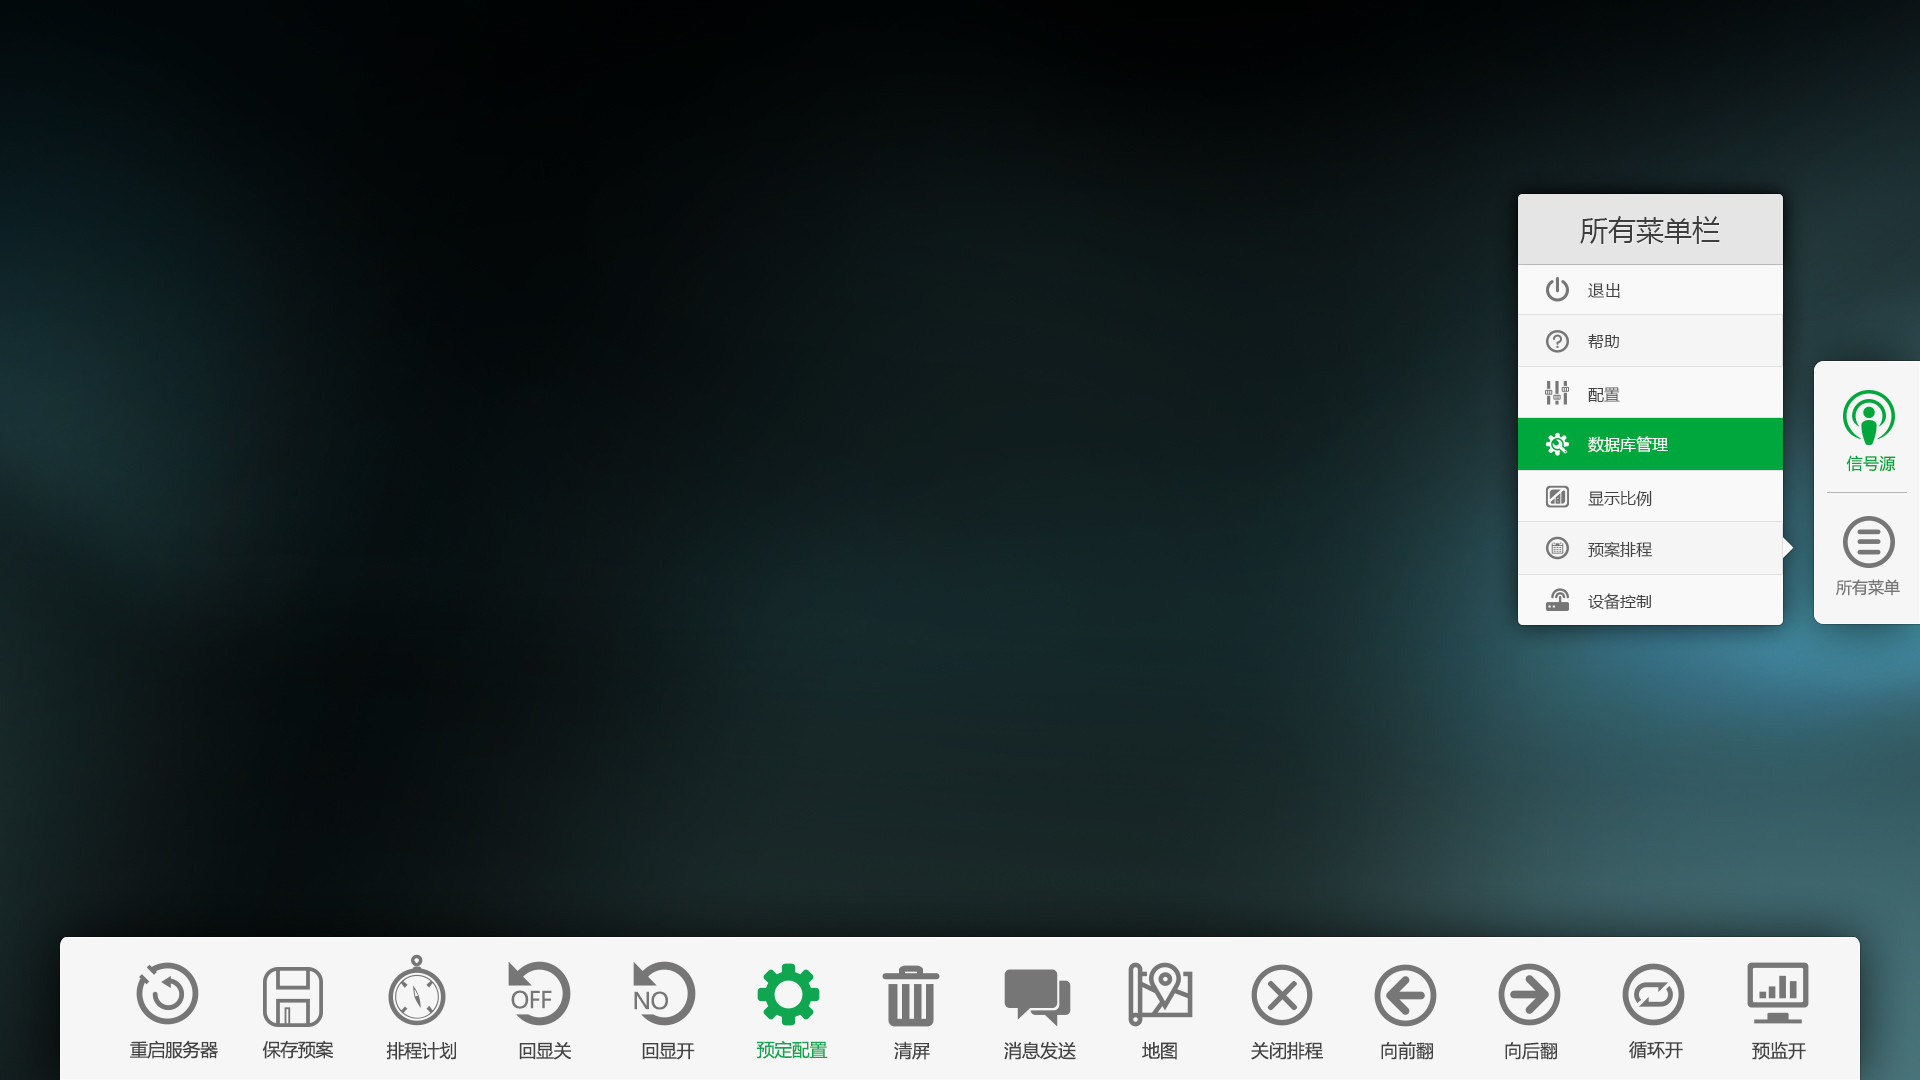 所有菜单栏
退出
帮助
配置
数据库管理
显示比例
预案排程
设备控制
信号源
所有菜单
OFF
NO
重启服务器
保存预案
排程计划
回显关
回显开
预定配置
清屏
消息发送
地图
关闭排程
向前翻
向后翻
循环开
预监开